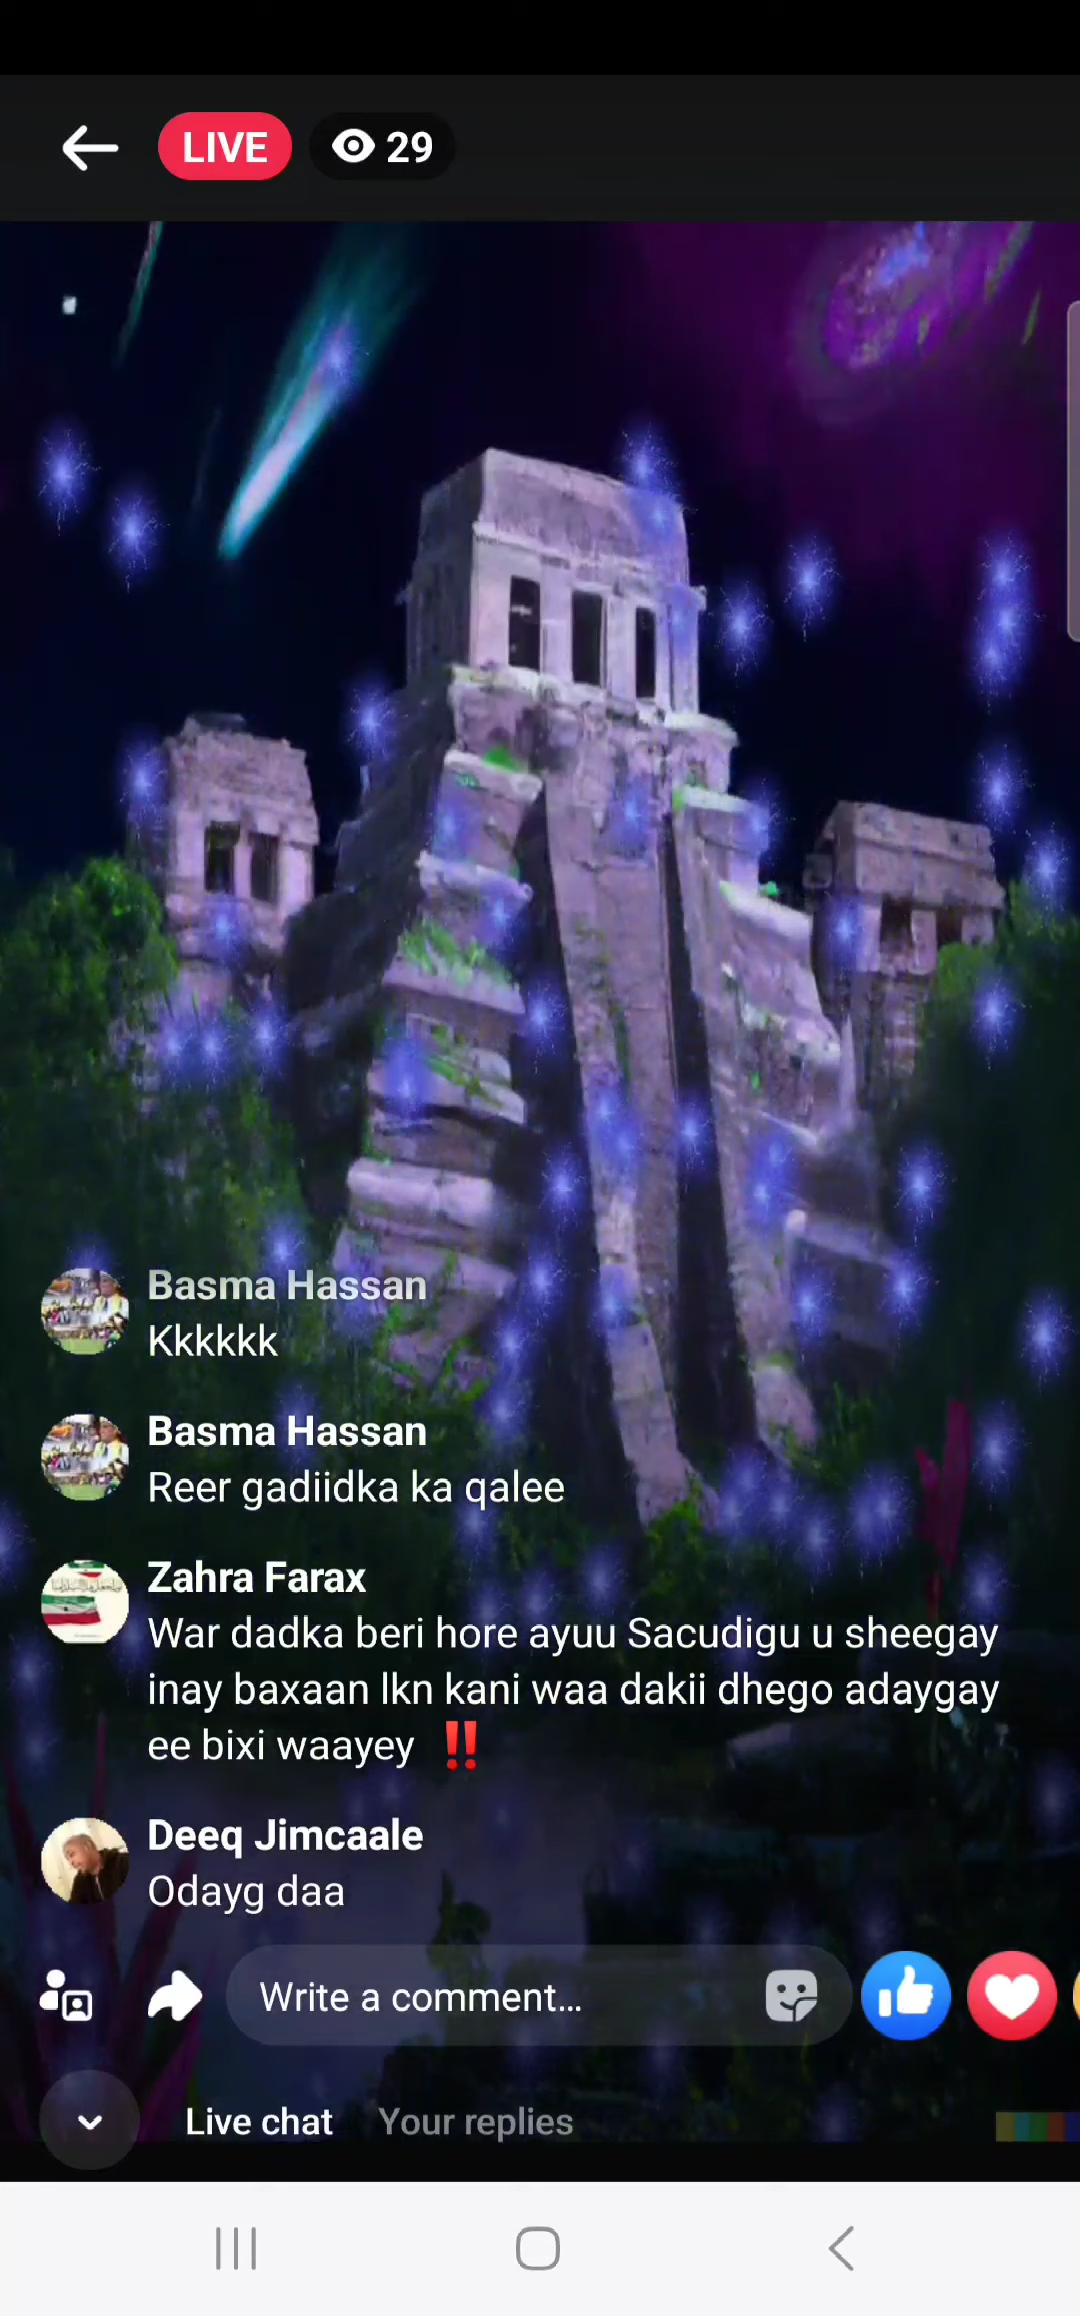 LIVE
29
Basma Hassan
Kkkkkk
Basma Hassan
Reer gadiidka ka qalee
Zahra Farax
War dadka beri hore ayuu Sacudigu u sheegay
inay baxaan lkn kani waa dakii dhego adaygay
ee bixi waayey ‼️
Deeq Jimcaale
Odayg daa
Write a comment...
Live chat
Your replies